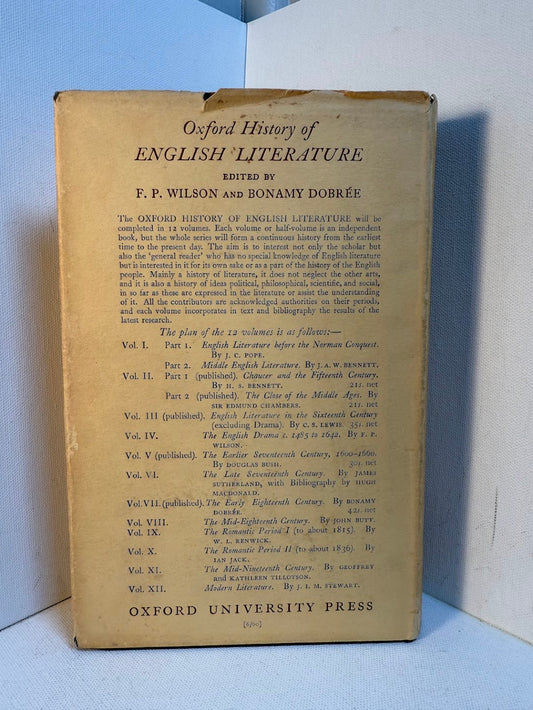 Oxford History of
ENGLISH LITERATURE
EDITED BY
F. P. WILSON AND BONAMY DOBRÉE
The OXFORD HISTORY OF ENGLISH LITERATURE will be
completed in 12 volumes. Each volume or half-volume is an independent
book, but the whole series will form a continuous history from the earliest
time to the present day. The aim is to interest not only the scholar but
also the 'general reader' who has no special knowledge of English literature
but is interested in it for its own sake or as a part of the history of the English
people. Mainly a history of literature, it does not neglect the other arts,
and it is also a history of ideas political, philosophical, scientific, and social,
in so far as these are expressed in the literature or assist the understanding
of it. All the contributors are acknowledged authorities on their periods,
and each volume incorporates in text and bibliography the results of the
latest research.
The plan of the 12 volumes is as follows:—
Vol. I. Part 1. English Literature before the Norman Conquest.
By J. C. POPE.
Part 2. Middle English Literature. By J. A. W. BENNETT.
Vol. II. Part 1 (published). Chaucer and the Fifteenth Century.
By H. S. BENNETT. 21s. net
Part 2 (published). The Close of the Middle Ages. By
SIR EDMUND CHAMBERS. 21s. net
Vol. III (published). English Literature in the Sixteenth Century
(excluding Drama). By C. S. LEWIS. 35s. net
Vol. IV. The English Drama c. 1485 to 1642. By F. P.
WILSON.
Vol. V (published). The Earlier Seventeenth Century, 1600-1660.
By DOUGLAS BUSH. 30s. net
Vol. VI. The Late Seventeenth Century. By JAMES
SUTHERLAND, with Bibliography by HUGH
MACDONALD.
Vol. VII. (published). The Early Eighteenth Century. By BONAMY
DOBRÉE. 42s. net
Vol. VIII. The Mid-Eighteenth Century. By JOHN BUTT.
Vol. IX. The Romantic Period I (to about 1815). By
W. L. RENWICK.
Vol. X. The Romantic Period II (to about 1836). By
IAN JACK.
Vol. XI. The Mid-Nineteenth Century. By GEOFFREY
and KATHLEEN TILLOTSON.
Vol. XII. Modern Literature. By J. I. M. STEWART.
OXFORD UNIVERSITY PRESS
[6/60]